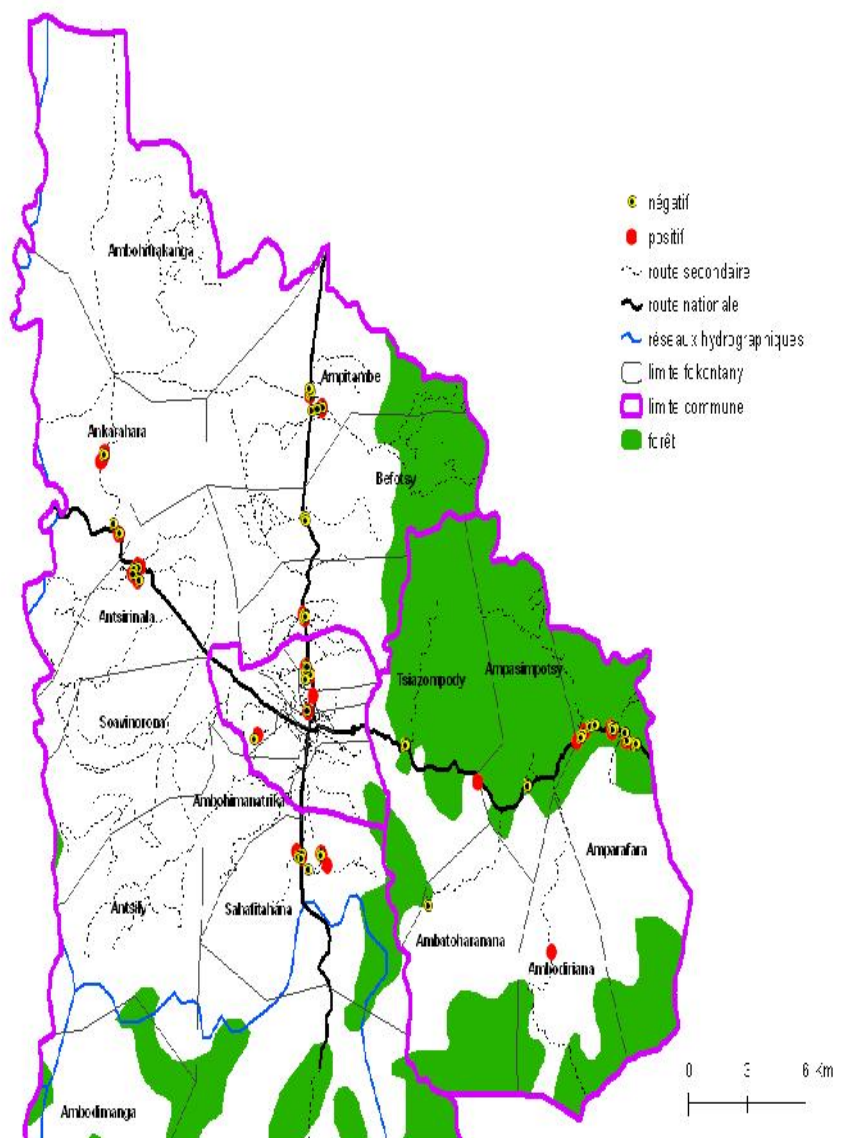 négatif
positif
route secondaire
route nationale
réseaux hydrographiques
limite fokontany
limite commune
forêt
Ambohitrakanga
Ampitambe
Ankarahara
Befotsy
Antsirinala
Tsiazompody
Ampasimpotsy
Soavinorona
Ambohimanatrika
Amparafara
Antsily
Sahafitahana
Ambatoharanana
Ambodiriana
Ambodimanga
0 3 6 Km